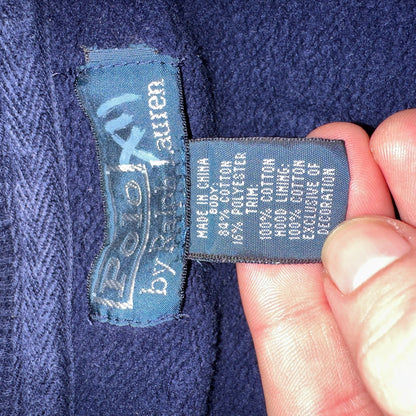 Polo
by Ralph Lauren
XII
MADE IN CHINA
BODY:
84% COTTON
16% POLYESTER
TRIM:
100% COTTON
HOOD LINING:
100% COTTON
EXCLUSIVE OF
DECORATION